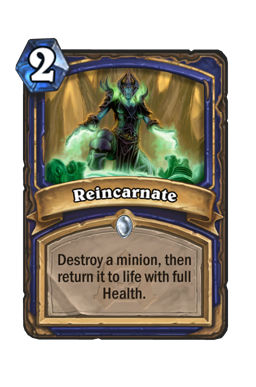 2
Reincarnate
Destroy a minion, then
return it to life with full
Health.